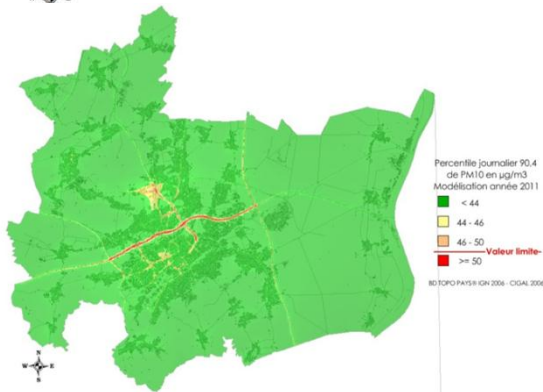 Percentile journalier 90,4
de PM10 en µg/m3
Modélisation année 2011
< 44
44 - 46
46 - 50
Valeur limite
>= 50
BD TOPO PAYS® IGN 2006 - CIGAL 2006
N
W E
S